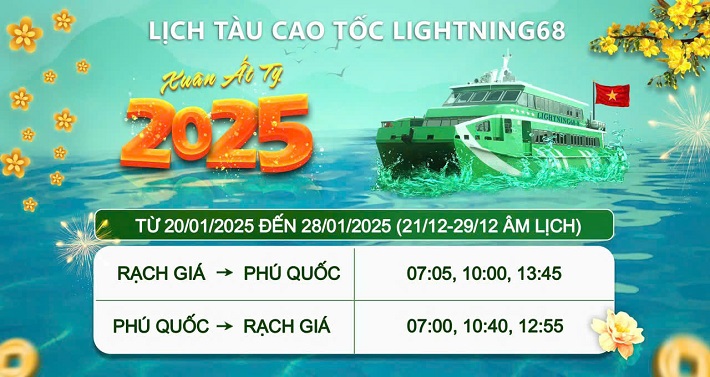 LỊCH TÀU CAO TỐC LIGHTNING68
Xuân Ất Tỵ
2025
LIGHTNING68
TỪ 20/01/2025 ĐẾN 28/01/2025 (21/12-29/12 ÂM LỊCH)
RẠCH GIÁ → PHÚ QUỐC 07:05, 10:00, 13:45
PHÚ QUỐC → RẠCH GIÁ 07:00, 10:40, 12:55